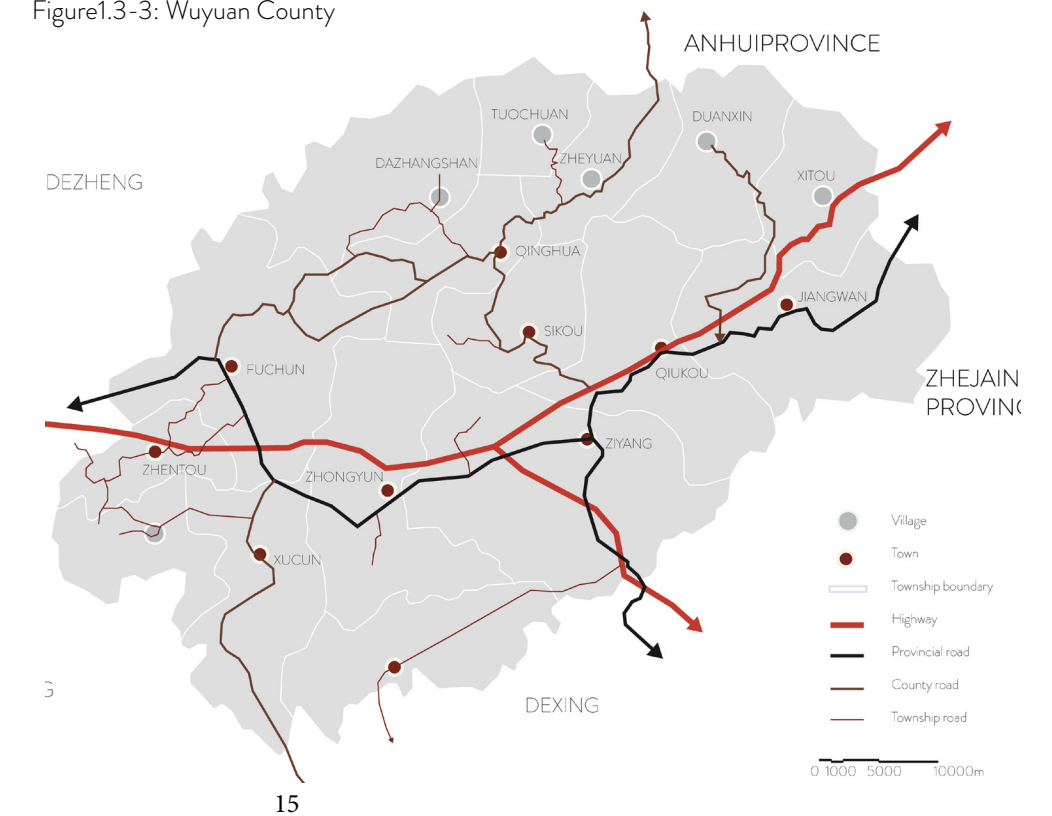 Figure1.3-3: Wuyuan County
ANHUIPROVINCE
TUOCHUAN
DUANXIN
DAZHANGSHAN
ZHEYUAN
DEZHENG
XITOU
QINGHUA
JIANGWAN
SIKOU
FUCHUN
QIUKOU
ZHEJAIN
PROVINC
ZIYANG
ZHENTOU
ZHONGYUN
XUCUN
Village
Town
Township boundary
Highway
Provincial road
County road
Township road
G
DEXING
0 1000 5000 10000m
15